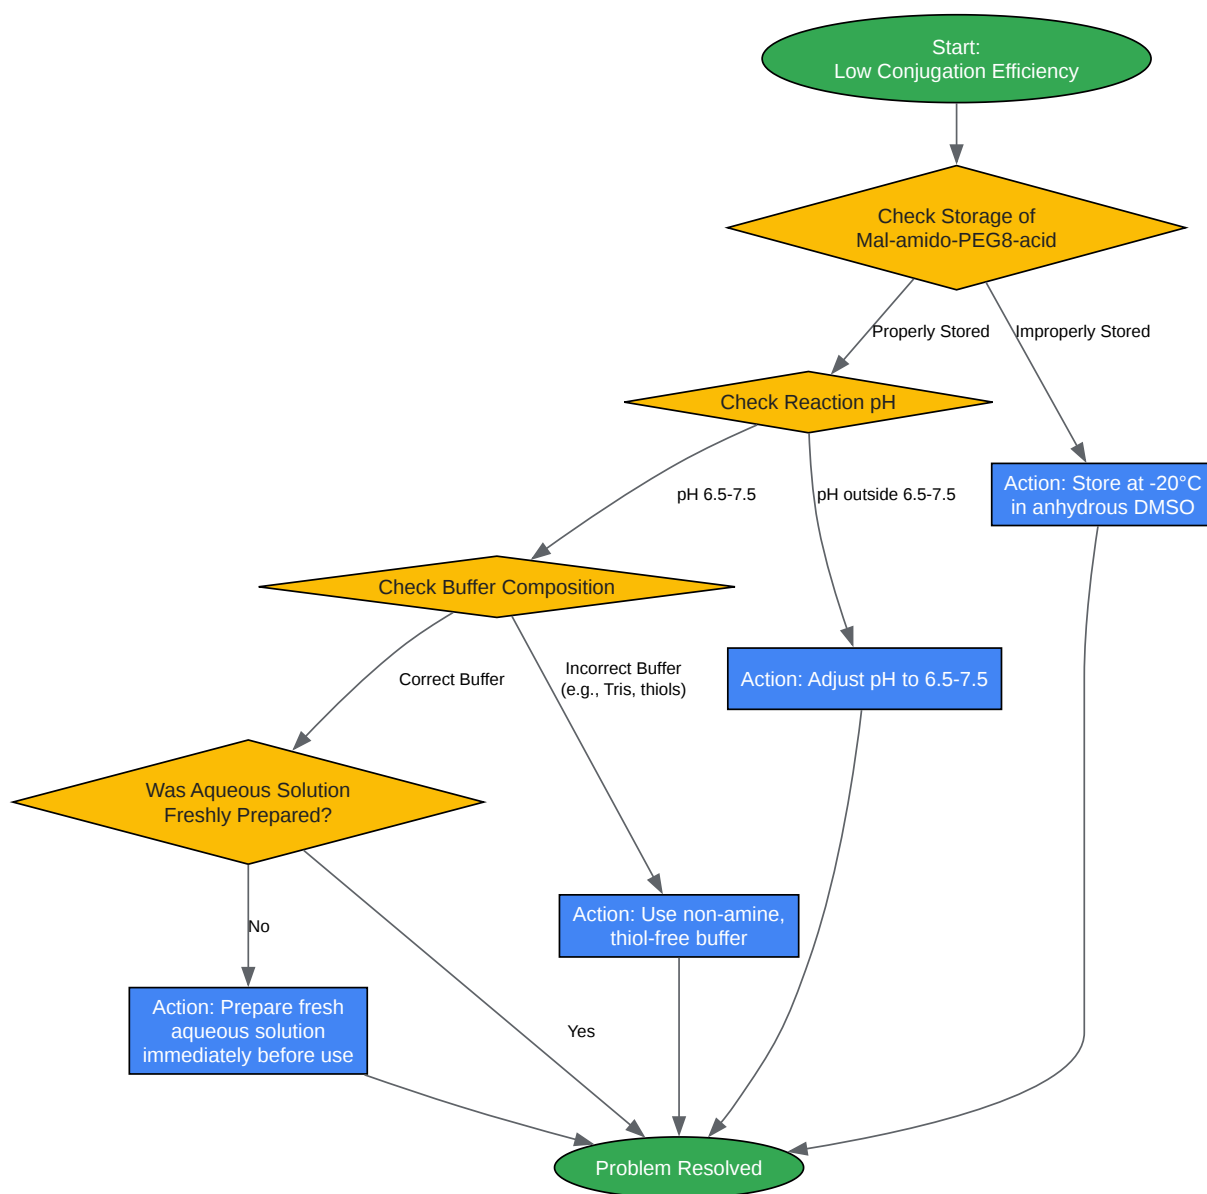 Start:
Low Conjugation Efficiency
Check Storage of
Mal-amido-PEG8-acid
Properly Stored
Improperly Stored
Check Reaction pH
Action: Store at -20°C
in anhydrous DMSO
pH 6.5-7.5
pH outside 6.5-7.5
Check Buffer Composition
Action: Adjust pH to 6.5-7.5
Correct Buffer
Incorrect Buffer
(e.g., Tris, thiols)
Was Aqueous Solution
Freshly Prepared?
Action: Use non-amine,
thiol-free buffer
No
Action: Prepare fresh
aqueous solution
immediately before use
Yes
Problem Resolved